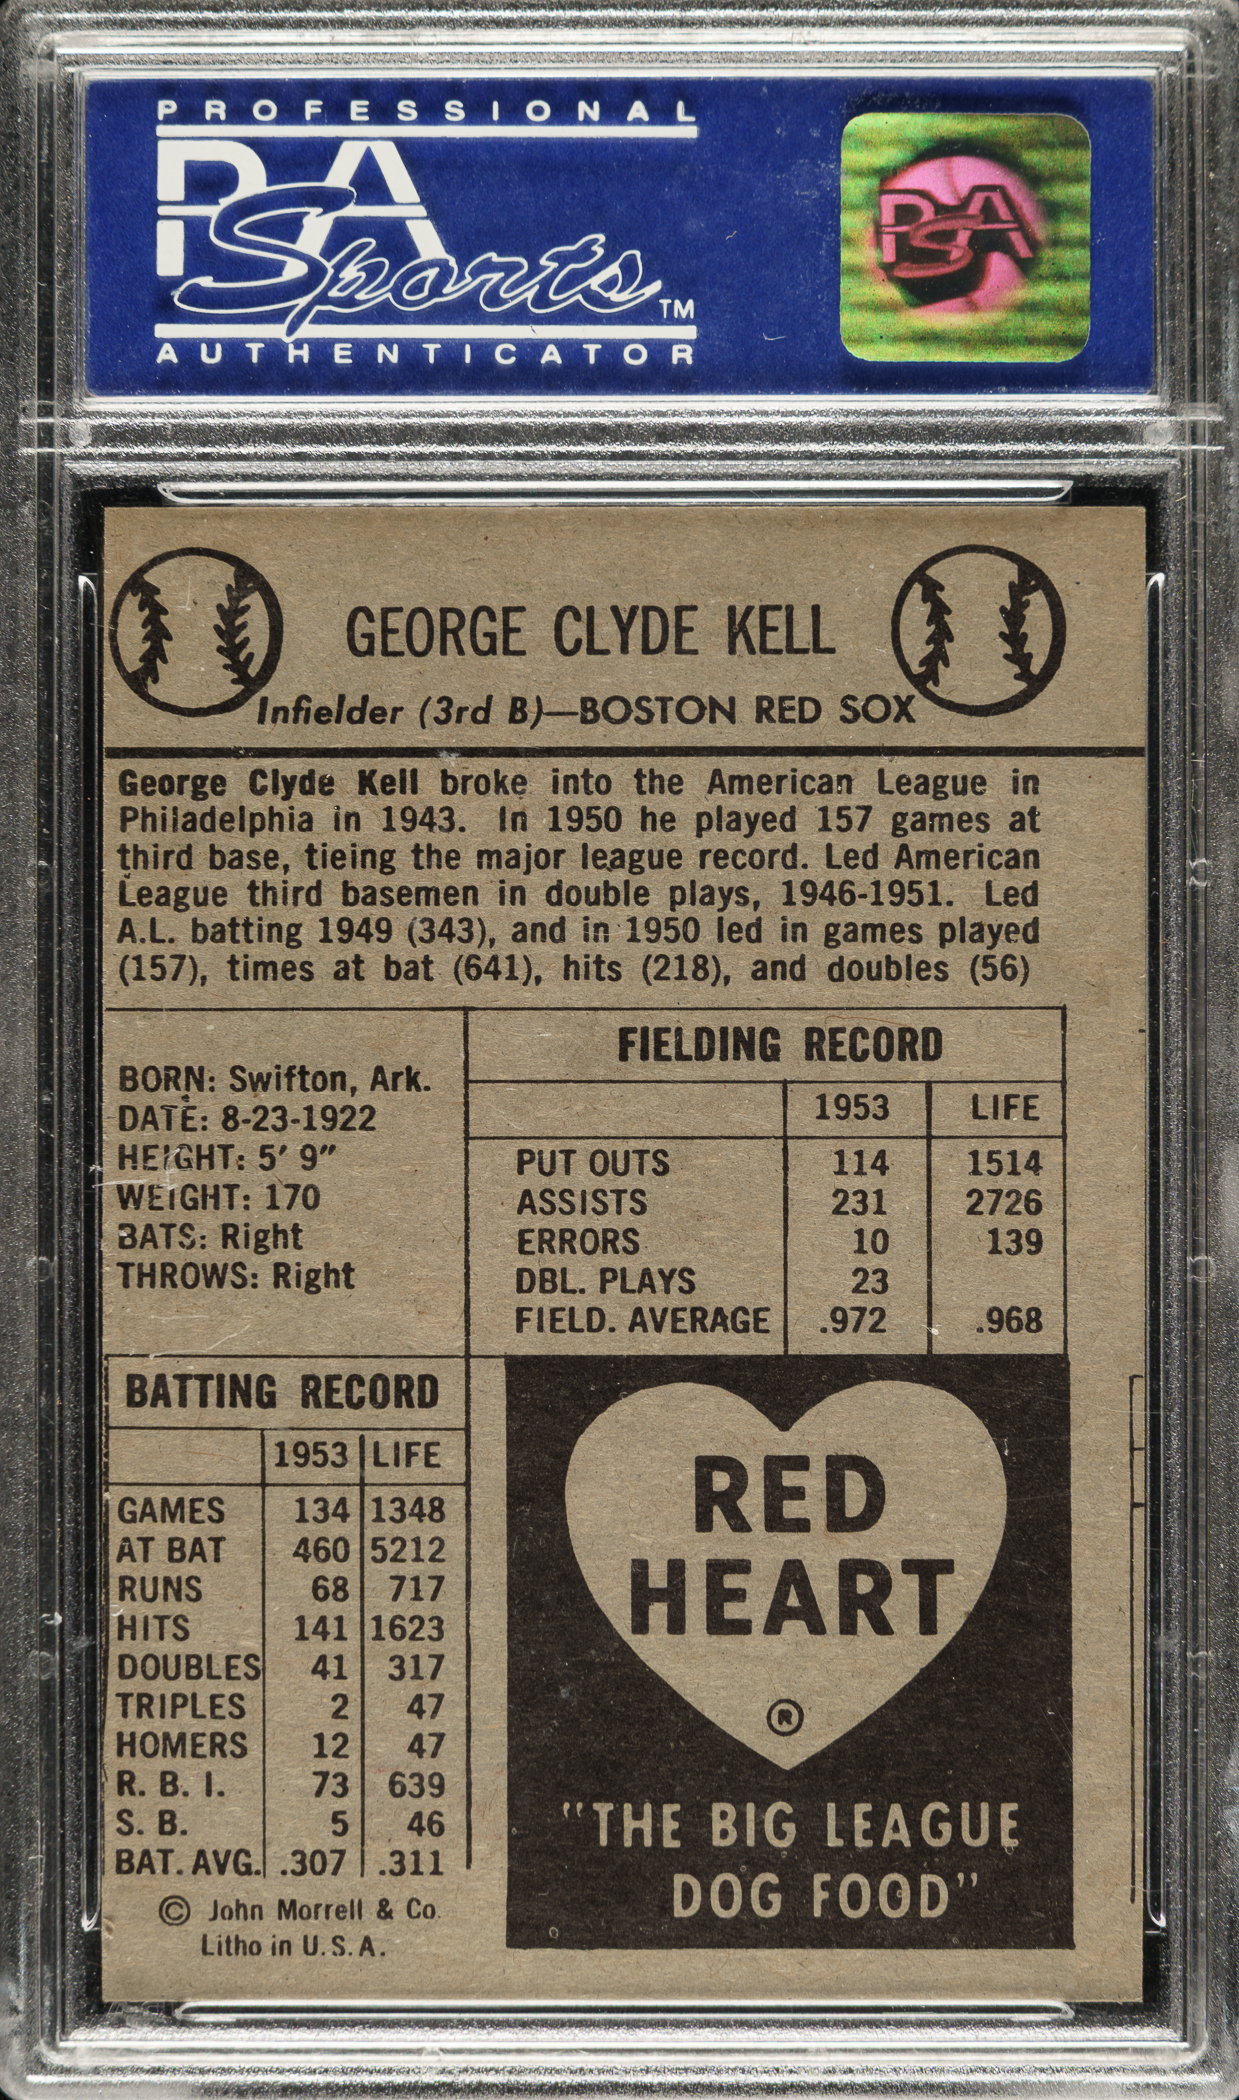 PROFESSIONAL
PSA
Sports TM
AUTHENTICATOR
PSA
S
GEORGE CLYDE KELL
Infielder (3rd B)—BOSTON RED SOX
George Clyde Kell broke into the American League in
Philadelphia in 1943. In 1950 he played 157 games at
third base, tieing the major league record. Led American
League third basemen in double plays, 1946-1951. Led
A.L. batting 1949 (343), and in 1950 led in games played
(157), times at bat (641), hits (218), and doubles (56)
BORN: Swifton, Ark.
DATE: 8-23-1922
HEIGHT: 5' 9"
WEIGHT: 170
BATS: Right
THROWS: Right
FIELDING RECORD
1953 LIFE
PUT OUTS 114 1514
ASSISTS 231 2726
ERRORS 10 139
DBL. PLAYS 23
FIELD. AVERAGE .972 .968
BATTING RECORD
1953 LIFE
GAMES 134 1348
AT BAT 460 5212
RUNS 68 717
HITS 141 1623
DOUBLES 41 317
TRIPLES 2 47
HOMERS 12 47
R. B. I. 73 639
S. B. 5 46
BAT. AVG. .307 .311
© John Morrell & Co.
Litho in U.S.A.
RED
HEART
®
"THE BIG LEAGUE
DOG FOOD"